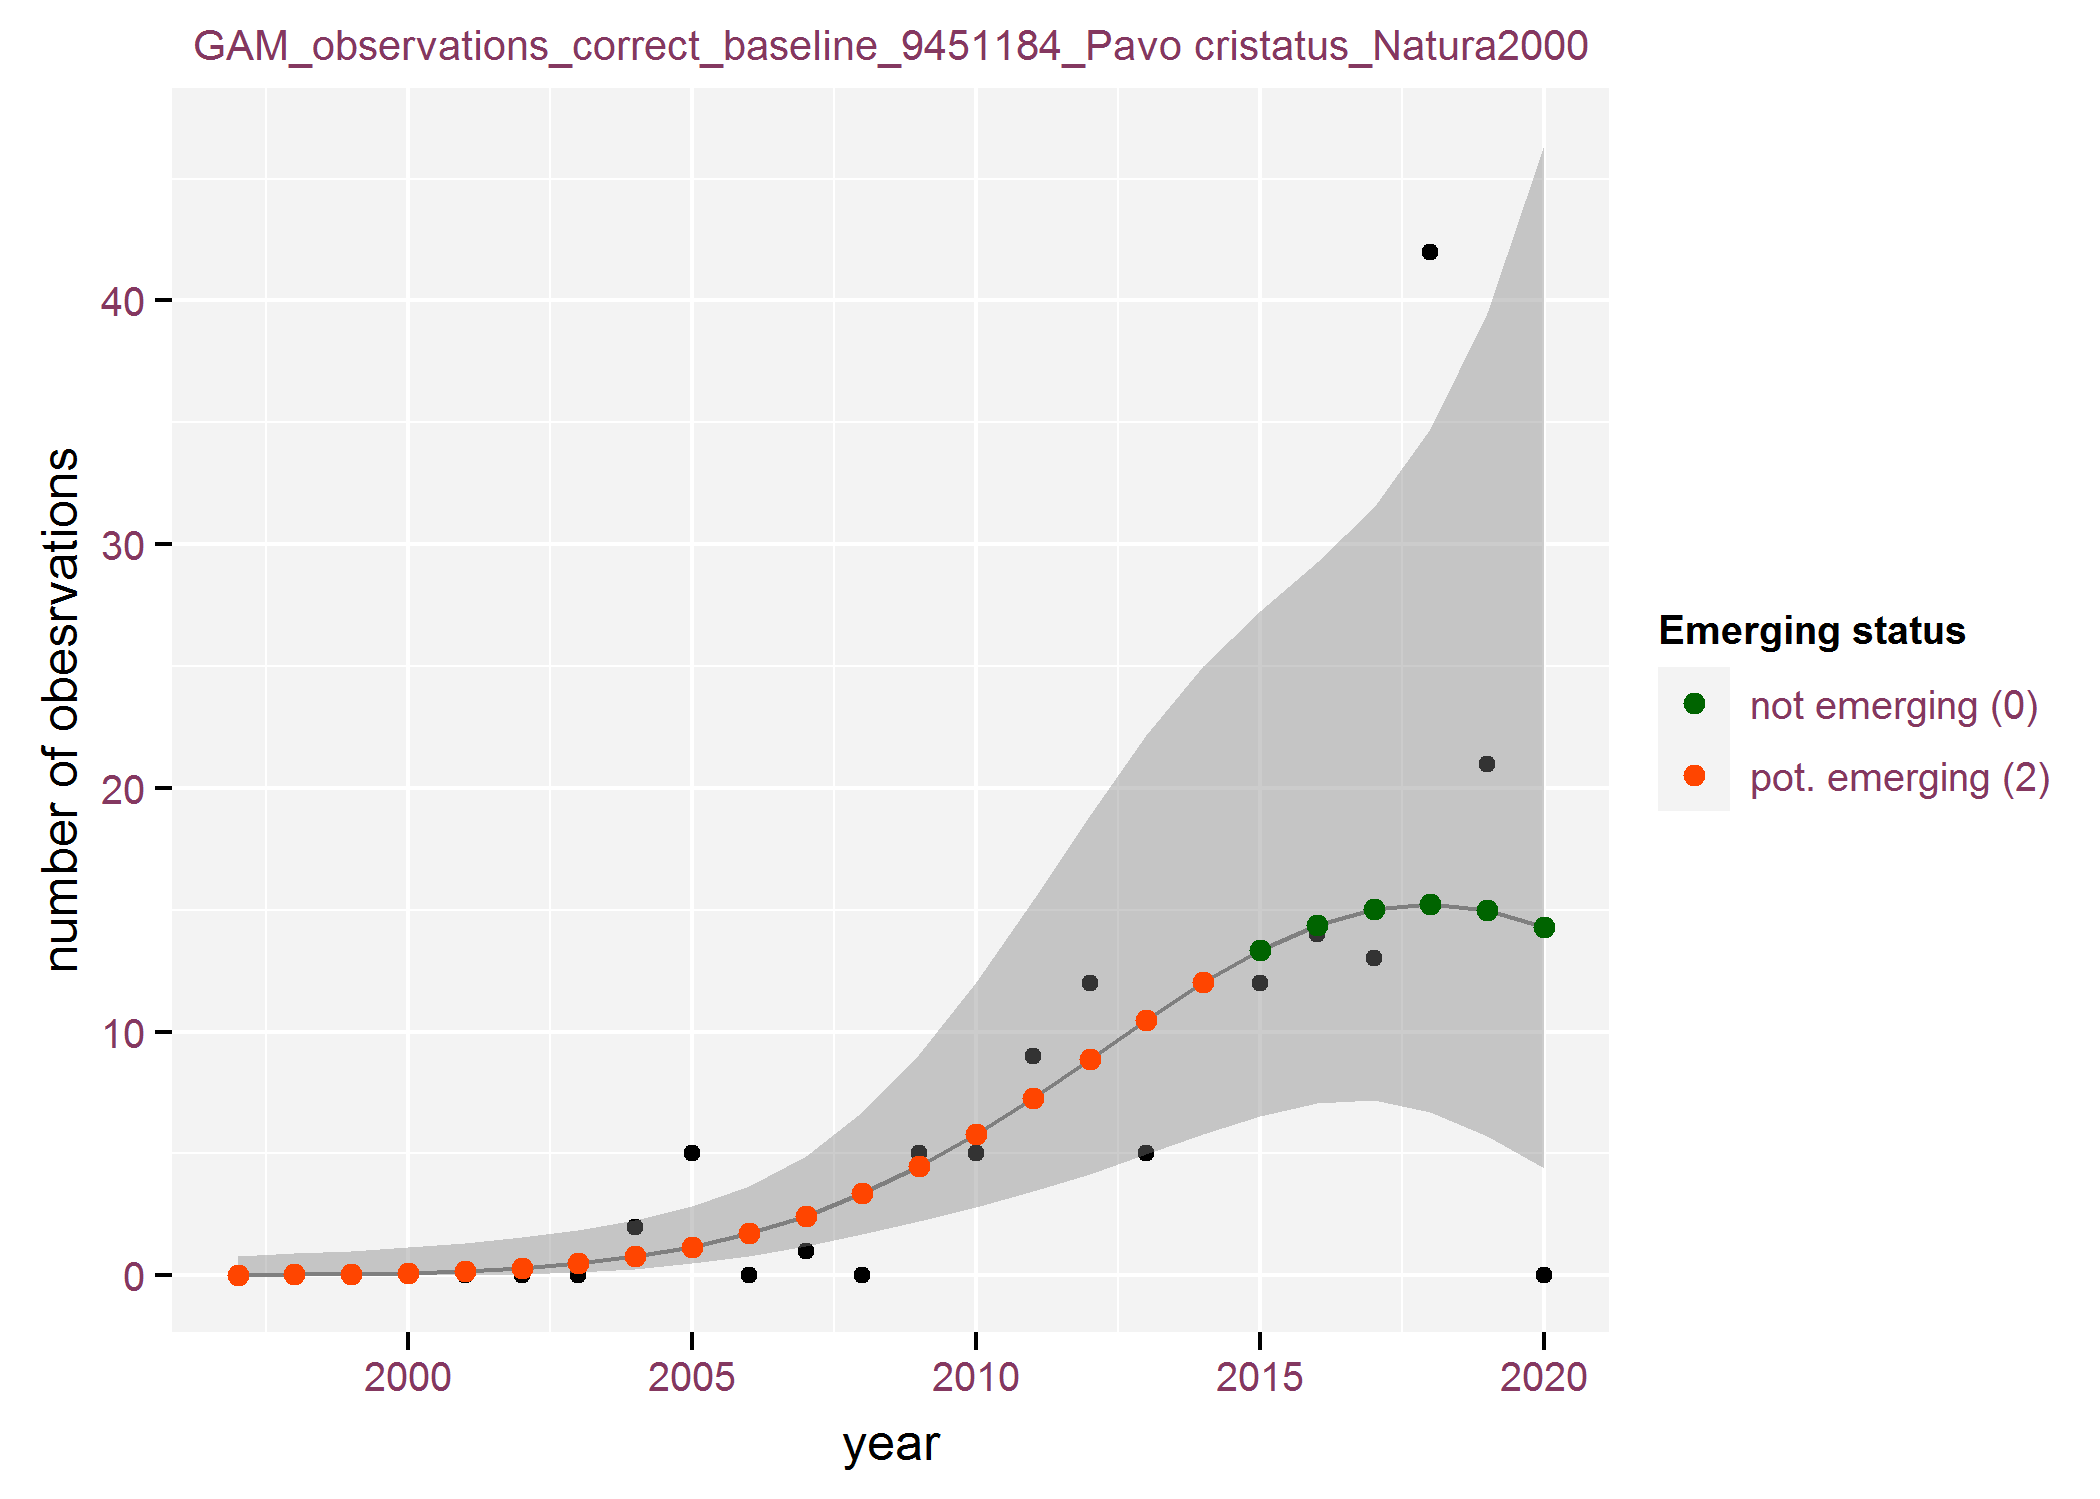 GAM_observations_correct_baseline_9451184_Pavo cristatus_Natura2000
number of obesrvations
40
30
20
10
0
2000 2005 2010 2015 2020
year
Emerging status
not emerging (0)
pot. emerging (2)